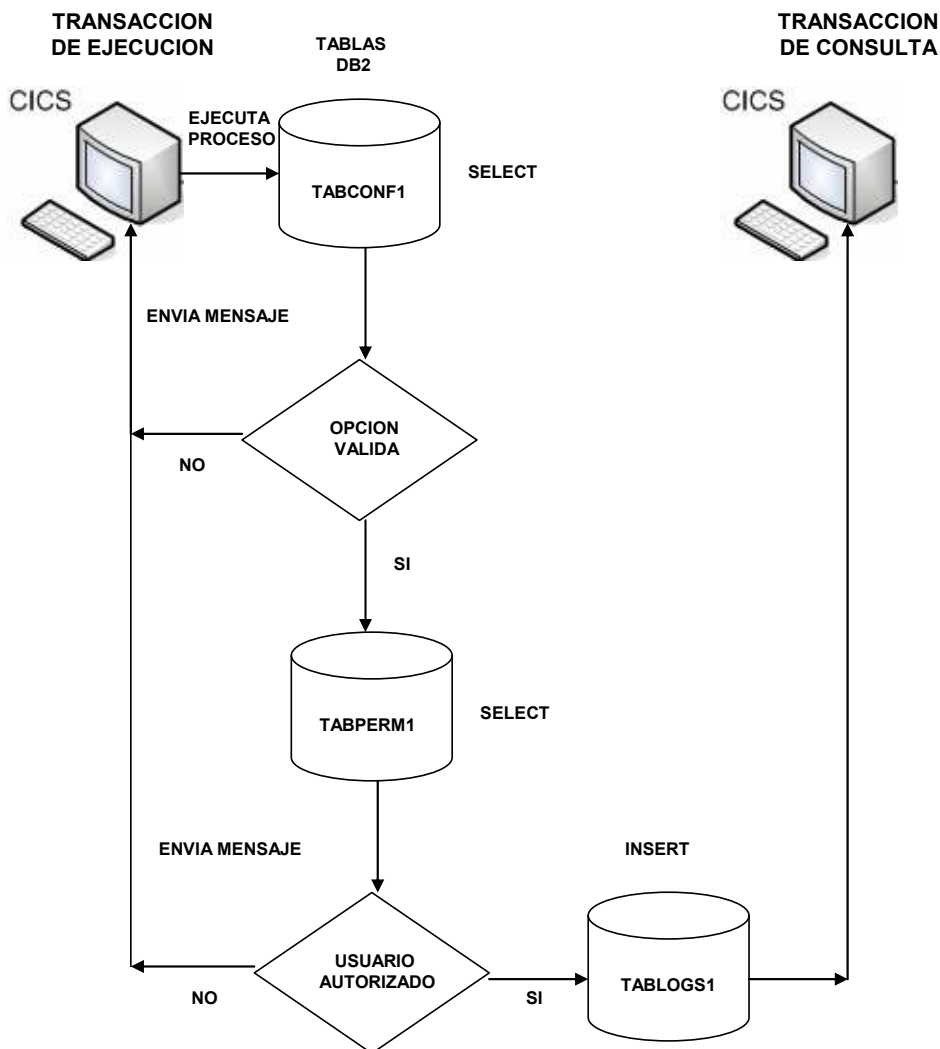 TRANSACCION
DE EJECUCION
TABLAS
DB2
TRANSACCION
DE CONSULTA
CICS
EJECUTA
PROCESO
TABCONF1
SELECT
CICS
ENVIA MENSAJE
OPCION
VALIDA
NO
SI
TABPERM1
SELECT
ENVIA MENSAJE
INSERT
USUARIO
AUTORIZADO
NO
SI
TABLOGS1